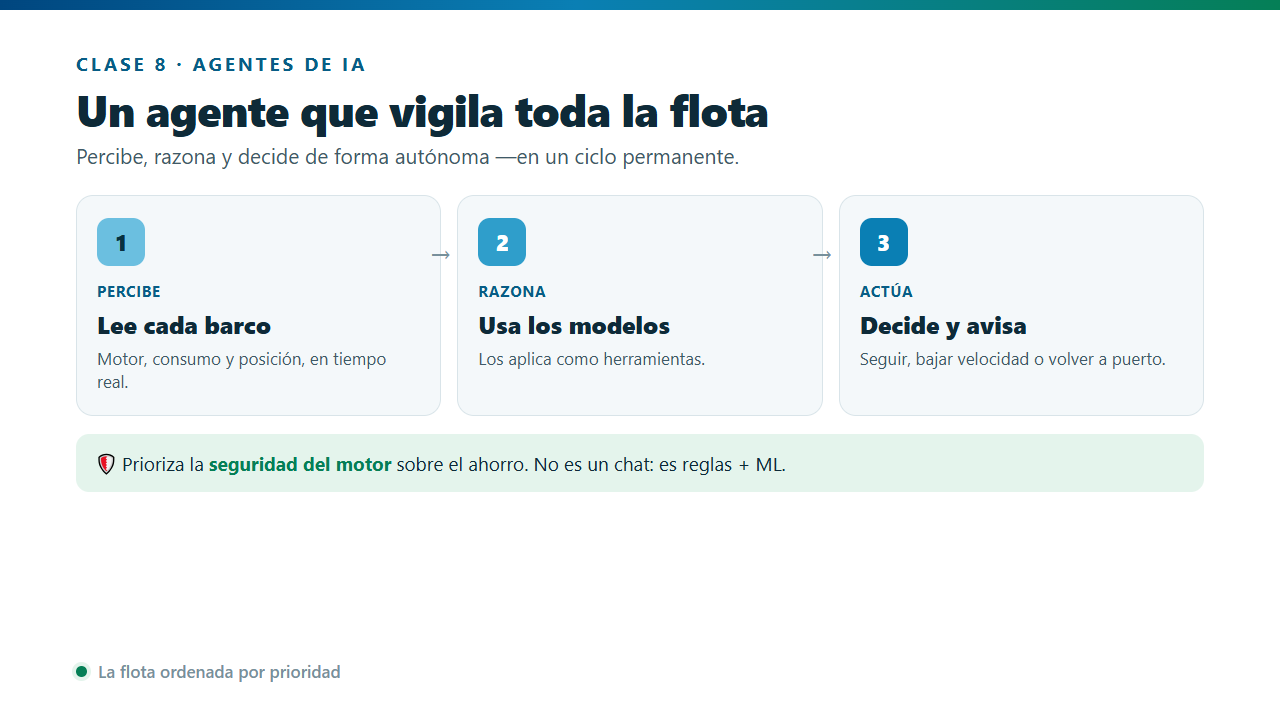 CLASE 8 · AGENTES DE IA
Un agente que vigila toda la flota
Percibe, razona y decide de forma autónoma —en un ciclo permanente.
1
PERCIBE
Lee cada barco
Motor, consumo y posición, en tiempo
real.
→
2
RAZONA
Usa los modelos
Los aplica como herramientas.
→
3
ACTÚA
Decide y avisa
Seguir, bajar velocidad o volver a puerto.
Prioriza la seguridad del motor sobre el ahorro. No es un chat: es reglas + ML.
La flota ordenada por prioridad